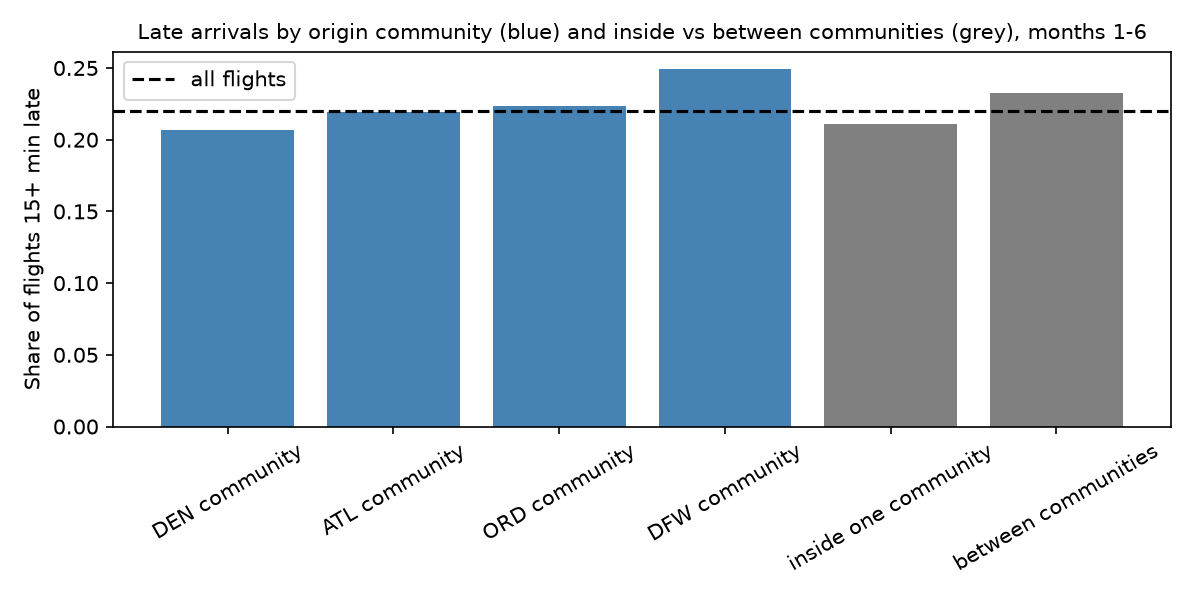 Late arrivals by origin community (blue) and inside vs between communities (grey), months 1-6
all flights
Share of flights 15+ min late
0.25
0.20
0.15
0.10
0.05
0.00
DEN community
ATL community
ORD community
DFW community
inside one community
between communities